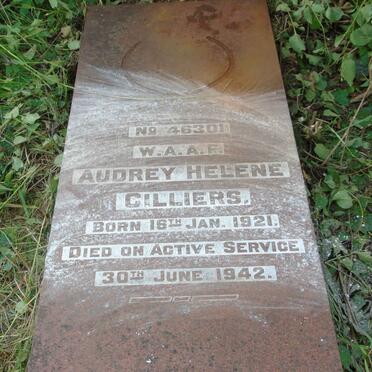 No 46301
W.A.A.F.
AUDREY HELENE
CILLIERS.
BORN 16TH JAN. 1921.
DIED ON ACTIVE SERVICE
30TH JUNE 1942.